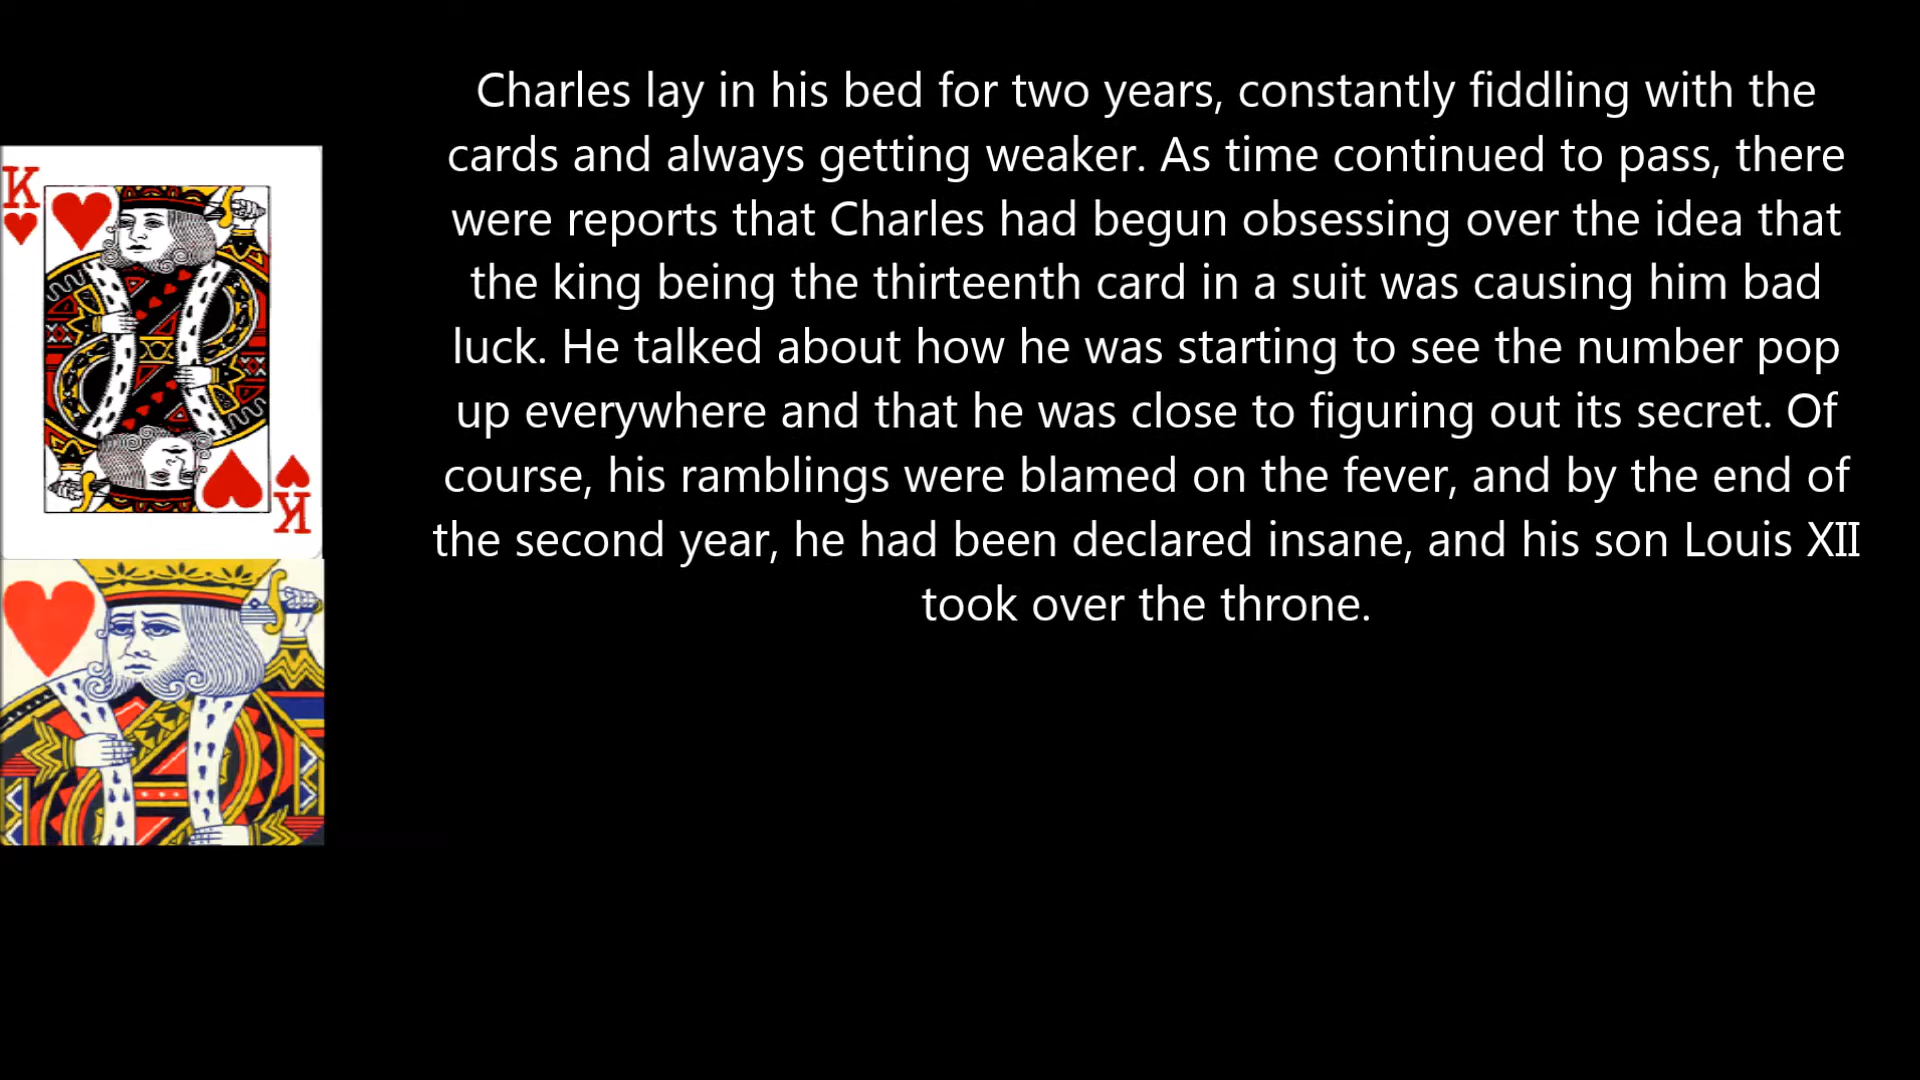 Charles lay in his bed for two years, constantly fiddling with the
cards and always getting weaker. As time continued to pass, there
were reports that Charles had begun obsessing over the idea that
the king being the thirteenth card in a suit was causing him bad
luck. He talked about how he was starting to see the number pop
up everywhere and that he was close to figuring out its secret. Of
course, his ramblings were blamed on the fever, and by the end of
the second year, he had been declared insane, and his son Louis XII
took over the throne.
K
K